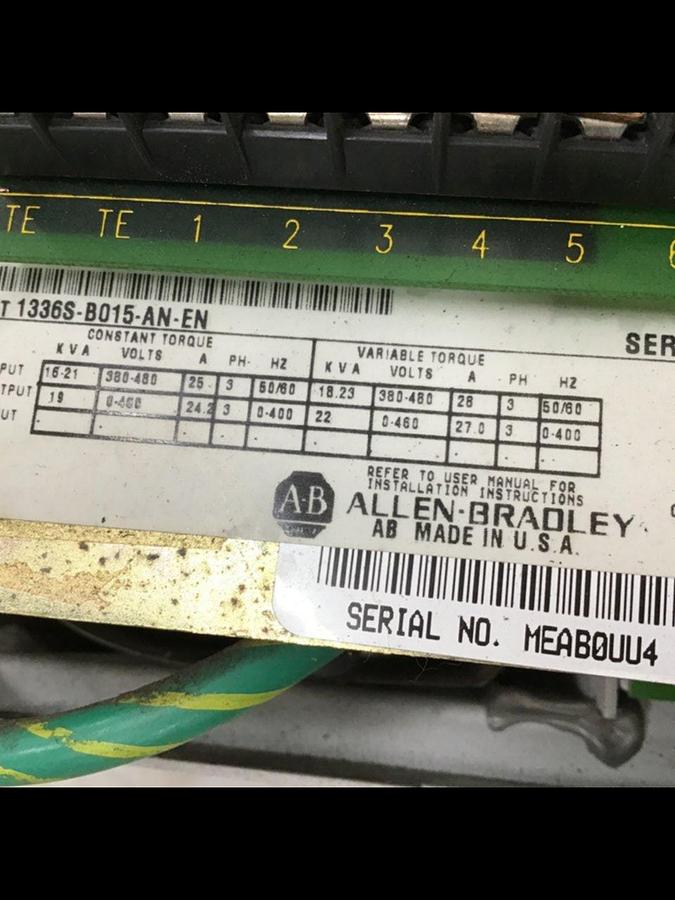 TE TE 1 2 3 4 5 6
T 1336S-B015-AN-EN
SER
CONSTANT TORQUE VARIABLE TORQUE
KVA VOLTS A PH HZ KVA VOLTS A PH HZ
PUT 16-21 380-480 25 3 50/60 18.23 380-480 28 3 50/60
TPUT 19 0-460 24.2 3 0-400 22 0-460 27.0 3 0-400
UT
REFER TO USER MANUAL FOR
INSTALLATION INSTRUCTIONS
A-B ALLEN-BRADLEY
AB MADE IN U.S.A.
SERIAL NO. MEAB0UU4